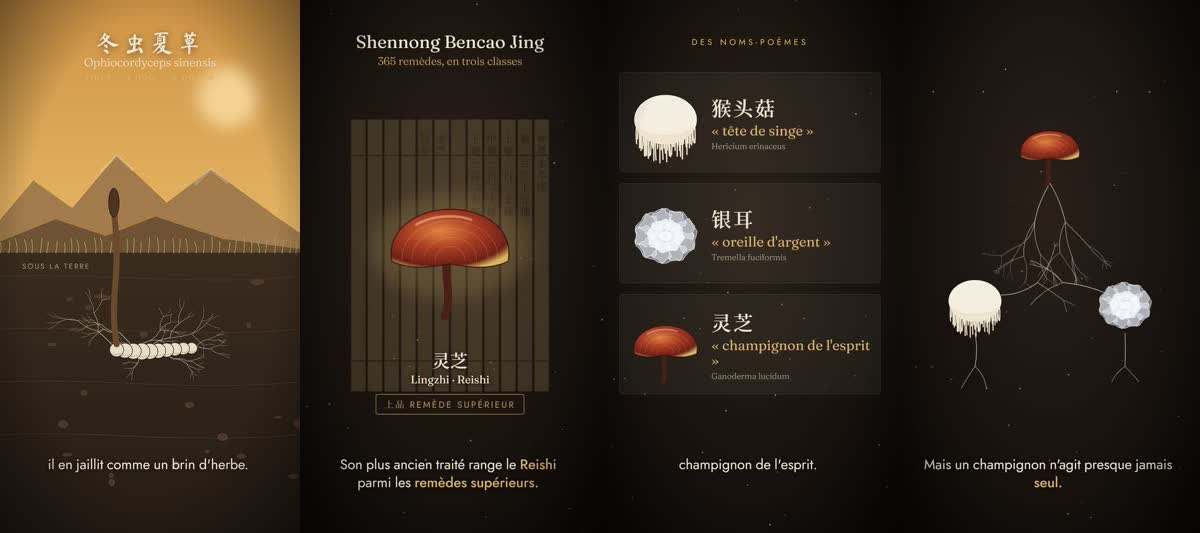 冬虫夏草
Ophiocordyceps sinensis
SOUS LA TERRE
il en jaillit comme un brin d'herbe.
Shennong Bencao Jing
365 remèdes, en trois classes
灵芝
Lingzhi · Reishi
上品 REMÈDE SUPÉRIEUR
Son plus ancien traité range le Reishi
parmi les remèdes supérieurs.
DES NOMS-POÈMES
猴头菇
« tête de singe »
Hericium erinaceus
银耳
« oreille d'argent »
Tremella fuciformis
灵芝
« champignon de l'esprit
»
Ganoderma lucidum
champignon de l'esprit.
Mais un champignon n'agit presque jamais
seul.